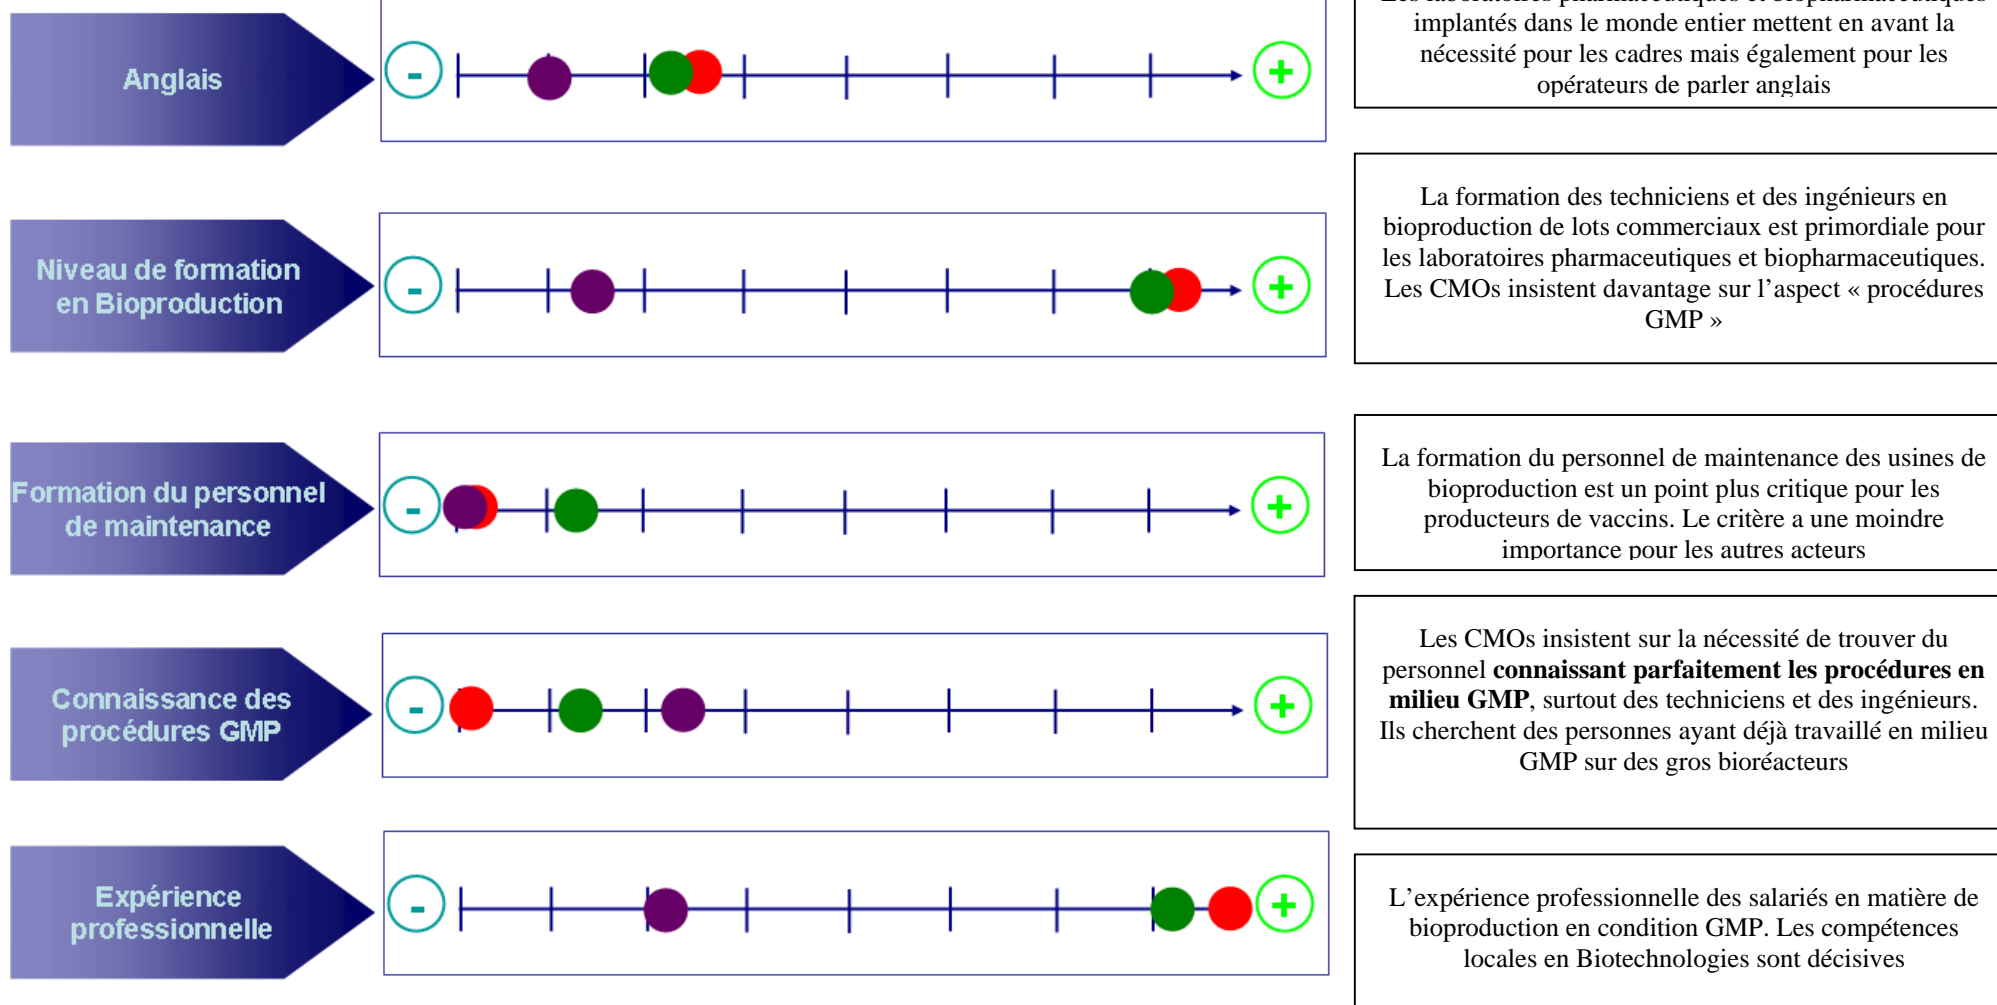 Les laboratoires pharmaceutiques et biopharmaceutiques
implantés dans le monde entier mettent en avant la
nécessité pour les cadres mais également pour les
opérateurs de parler anglais
Anglais
-
+
La formation des techniciens et des ingénieurs en
bioproduction de lots commerciaux est primordiale pour
les laboratoires pharmaceutiques et biopharmaceutiques.
Les CMOs insistent davantage sur l’aspect « procédures
GMP »
Niveau de formation
en Bioproduction
-
+
La formation du personnel de maintenance des usines de
bioproduction est un point plus critique pour les
producteurs de vaccins. Le critère a une moindre
importance pour les autres acteurs
Formation du personnel
de maintenance
-
+
Les CMOs insistent sur la nécessité de trouver du
personnel connaissant parfaitement les procédures en
milieu GMP, surtout des techniciens et des ingénieurs.
Ils cherchent des personnes ayant déjà travaillé en milieu
GMP sur des gros bioréacteurs
Connaissance des
procédures GMP
-
+
L’expérience professionnelle des salariés en matière de
bioproduction en condition GMP. Les compétences
locales en Biotechnologies sont décisives
Expérience
professionnelle
-
+